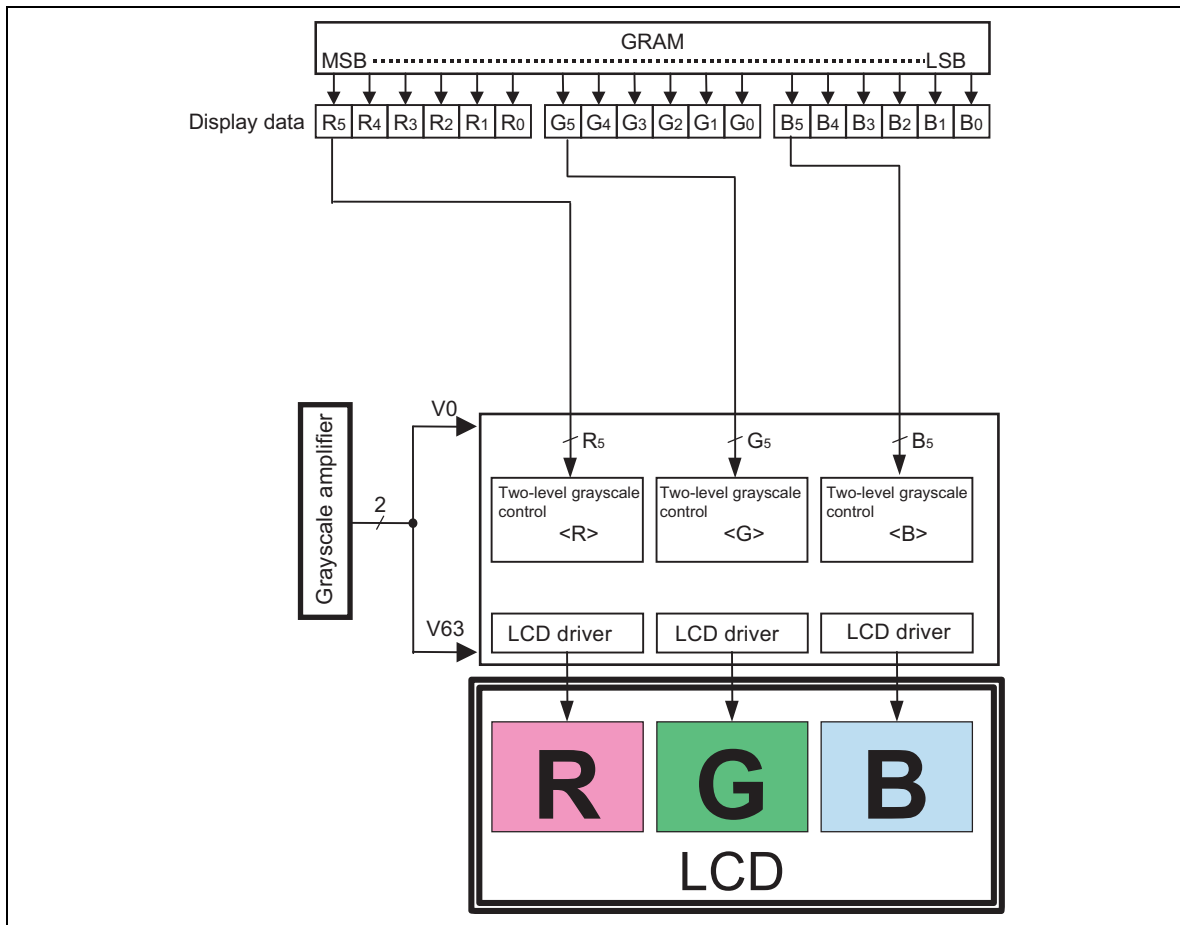 GRAM
MSB LSB
Display data R5 R4 R3 R2 R1 R0 G5 G4 G3 G2 G1 G0 B5 B4 B3 B2 B1 B0
Grayscale amplifier
2
V0
V63
R5 G5 B5
Two-level grayscale
control
<R>
Two-level grayscale
control
<G>
Two-level grayscale
control
<B>
LCD driver LCD driver LCD driver
R G B
LCD